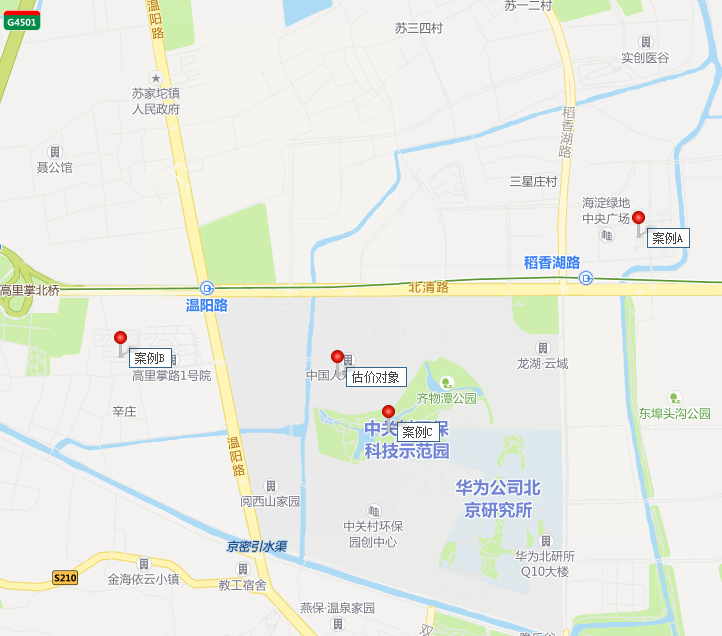 G4501
温阳路
苏三四村
苏一二村
实创医谷
苏家坨镇
人民政府
稻香湖路
聂公馆
三星庄村
海淀绿地
中央广场
案例A
稻香湖路
高里掌北桥
温阳路
北清路
案例B
高里掌路1号院
中国人
估价对象
龙湖·云域
齐物潭公园
东埠头沟公园
辛庄
案例C
中关
保
科技示范园
温阳路
阅西山家园
华为公司北
京研究所
中关村环保
园创中心
京密引水渠
华为北研所
Q10大楼
S210
金海依云小镇
教工宿舍
燕保·温泉家园